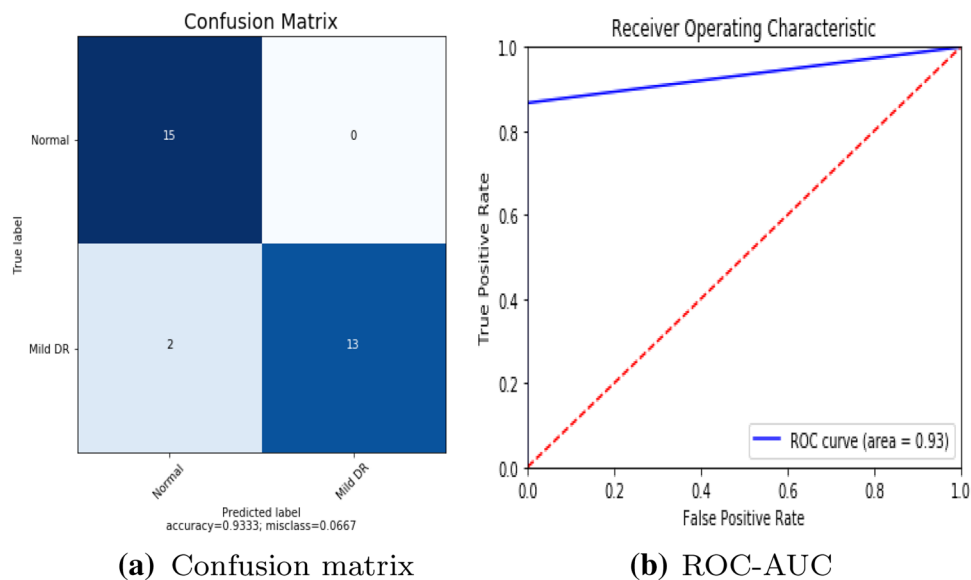 Confusion Matrix
Normal
15
0
True label
Mild DR
2
13
Normal
Mild DR
Predicted label
accuracy=0.9333; misclass=0.0667
(a) Confusion matrix
Receiver Operating Characteristic
1.0
0.8
0.6
0.4
0.2
0.0
True Positive Rate
ROC curve (area = 0.93)
0.0 0.2 0.4 0.6 0.8 1.0
False Positive Rate
(b) ROC-AUC